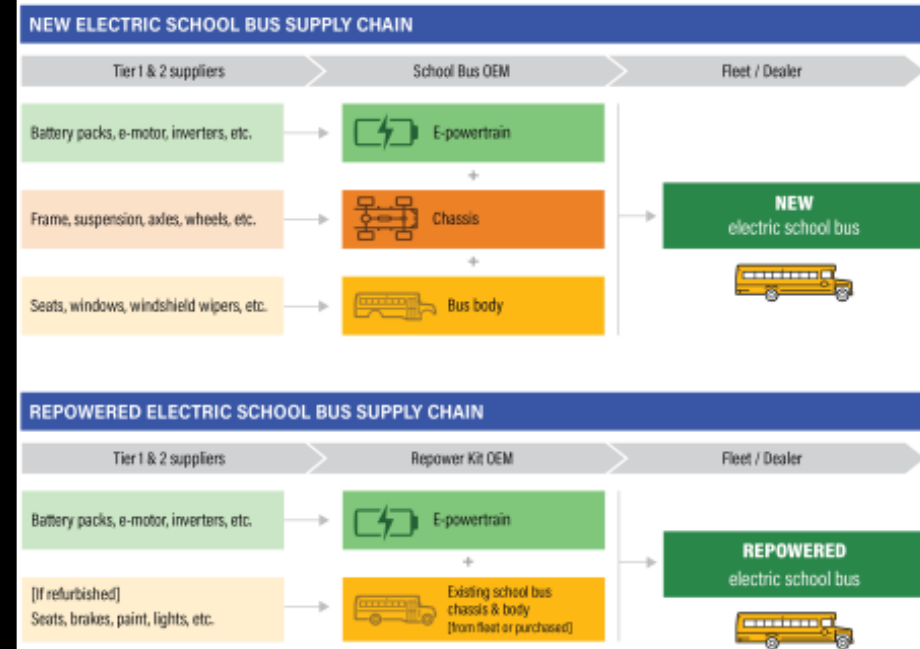 NEW ELECTRIC SCHOOL BUS SUPPLY CHAIN
Tier 1 & 2 suppliers
School Bus OEM
Fleet / Dealer
Battery packs, e-motor, inverters, etc.
E-powertrain
+
Frame, suspension, axles, wheels, etc.
Chassis
NEW
electric school bus
+
Seats, windows, windshield wipers, etc.
Bus body
REPOWERED ELECTRIC SCHOOL BUS SUPPLY CHAIN
Tier 1 & 2 suppliers
Repower Kit OEM
Fleet / Dealer
Battery packs, e-motor, inverters, etc.
E-powertrain
+
REPOWERED
electric school bus
[If refurbished]
Seats, brakes, paint, lights, etc.
Existing school bus
chassis & body
[from fleet or purchased]